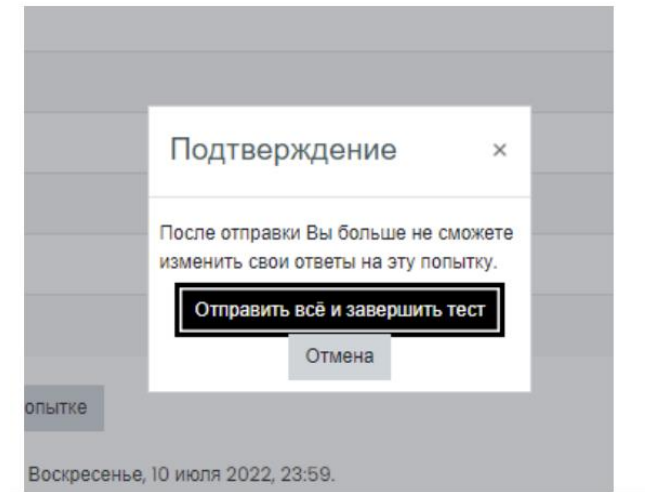 Подтверждение ×
После отправки Вы больше не сможете
изменить свои ответы на эту попытку.
Отправить всё и завершить тест
Отмена
опытке
Воскресенье, 10 июля 2022, 23:59.